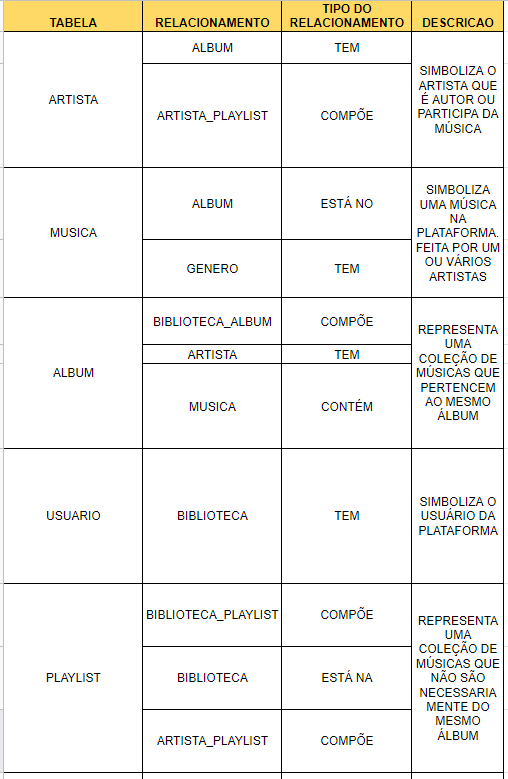 TABELA RELACIONAMENTO TIPO DO RELACIONAMENTO DESCRICAO
ARTISTA
ALBUM TEM
ARTISTA_PLAYLIST COMPÕE
SIMBOLIZA O
ARTISTA QUE
É AUTOR OU
PARTICIPA DA
MÚSICA
MUSICA
ALBUM ESTÁ NO
GENERO TEM
SIMBOLIZA
UMA MÚSICA
NA
PLATAFORMA.
FEITA POR UM
OU VÁRIOS
ARTISTAS
ALBUM
BIBLIOTECA_ALBUM COMPÕE
ARTISTA TEM
MUSICA CONTÉM
REPRESENTA
UMA
COLEÇÃO DE
MÚSICAS QUE
PERTENCEM
AO MESMO
ÁLBUM
USUARIO
BIBLIOTECA TEM
SIMBOLIZA O
USUÁRIO DA
PLATAFORMA
PLAYLIST
BIBLIOTECA_PLAYLIST COMPÕE
BIBLIOTECA ESTÁ NA
ARTISTA_PLAYLIST COMPÕE
REPRESENTA
UMA
COLEÇÃO DE
MÚSICAS QUE
NÃO SÃO
NECESSARIA
MENTE DO
MESMO
ÁLBUM